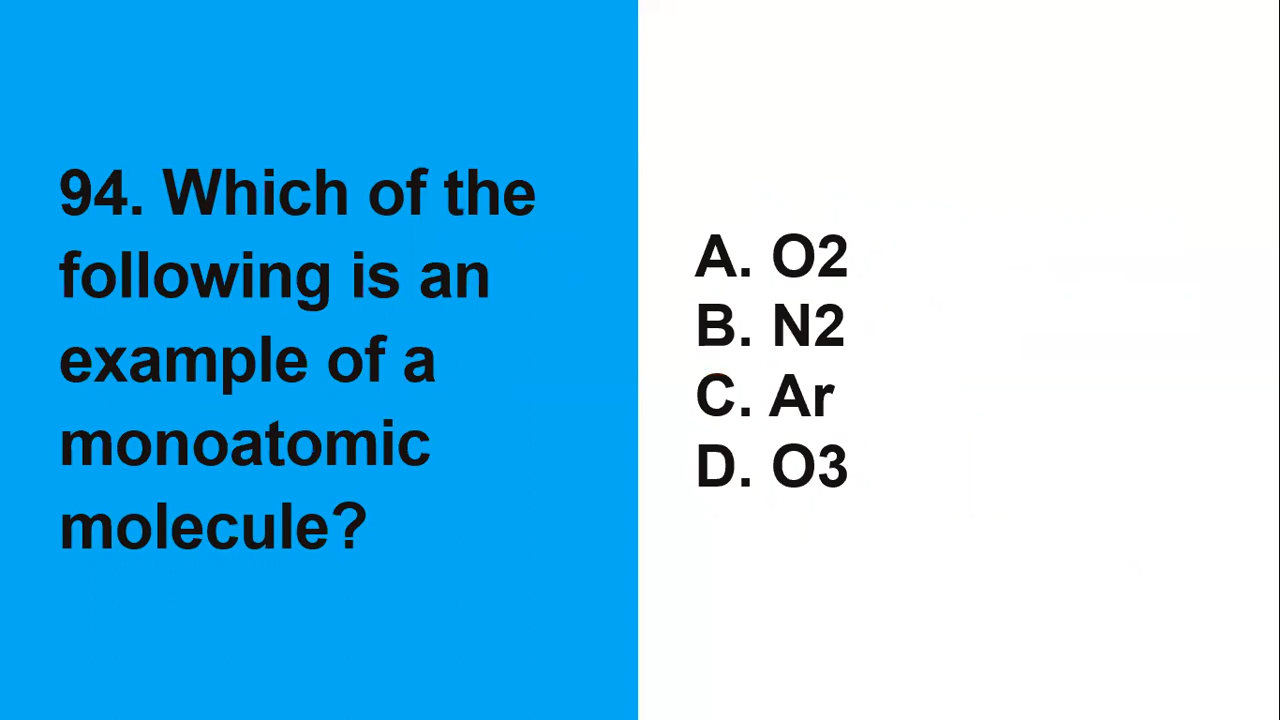 94. Which of the
following is an
example of a
monoatomic
molecule?
A. O2
B. N2
C. Ar
D. O3